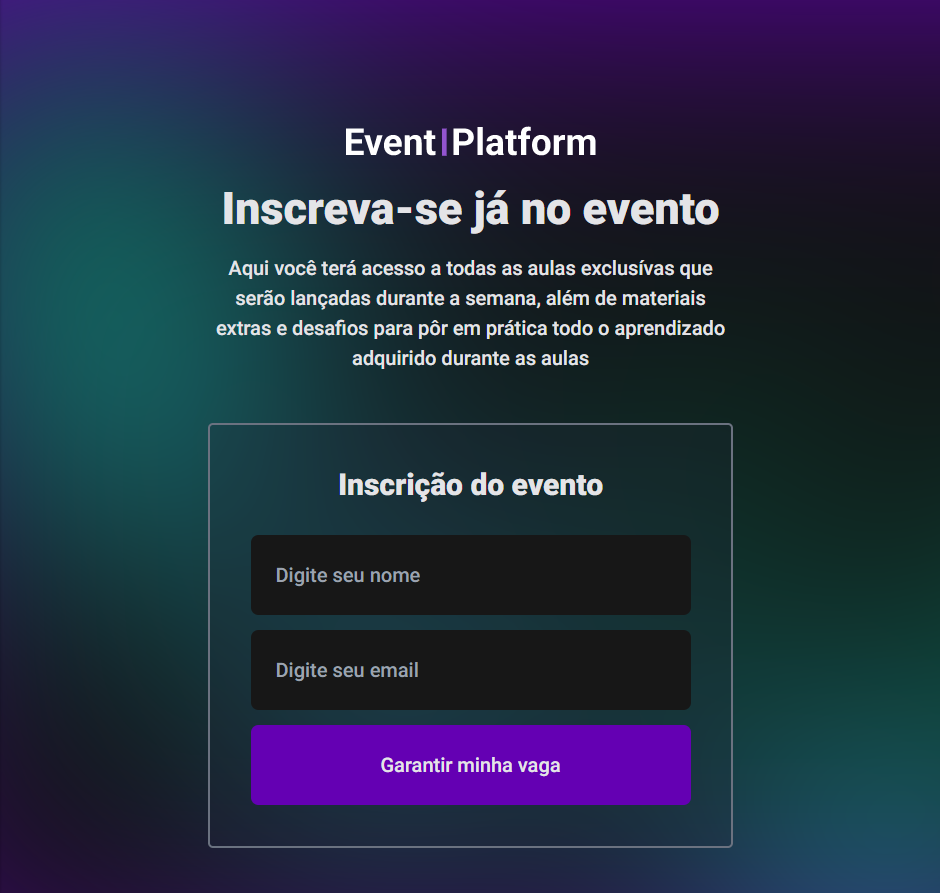 Event|Platform
Inscreva-se já no evento
Aqui você terá acesso a todas as aulas exclusívas que
serão lançadas durante a semana, além de materiais
extras e desafios para pôr em prática todo o aprendizado
adquirido durante as aulas
Inscrição do evento
Digite seu nome
Digite seu email
Garantir minha vaga